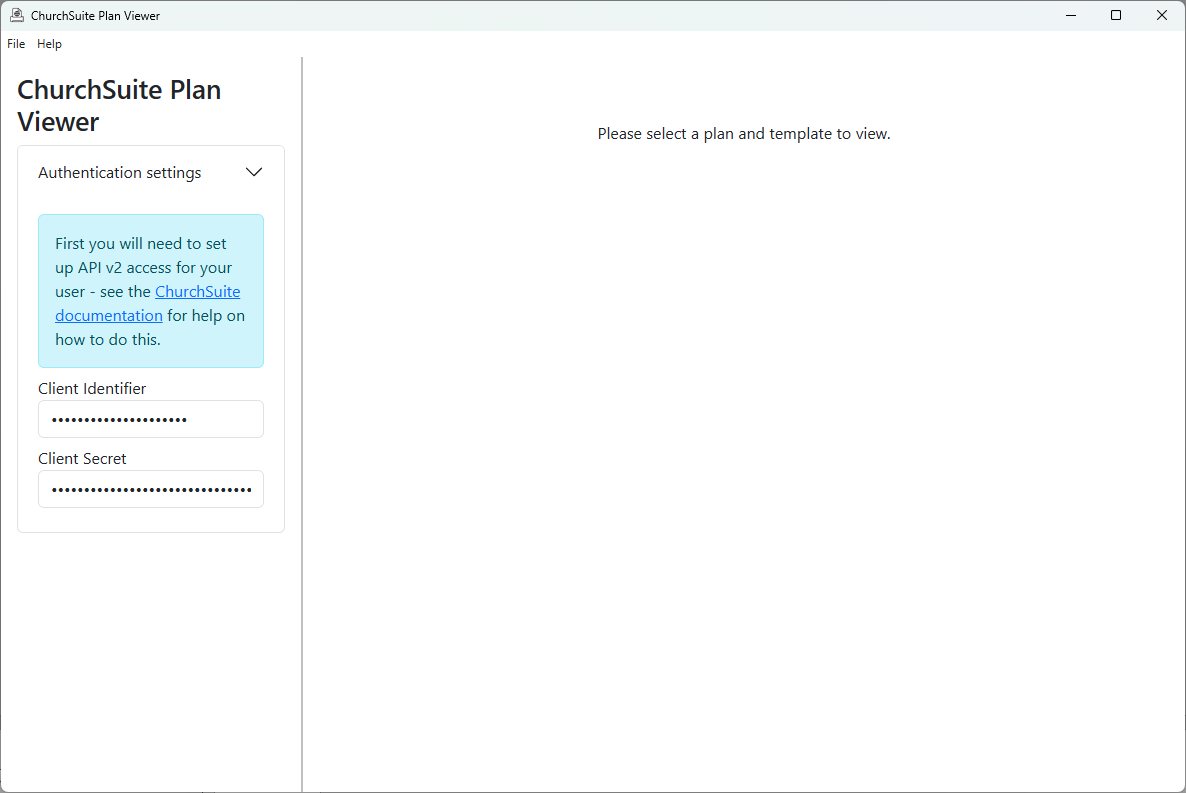 ChurchSuite Plan Viewer
File Help
ChurchSuite Plan
Viewer
Authentication settings
First you will need to set
up API v2 access for your
user - see the ChurchSuite
documentation for help on
how to do this.
Client Identifier
•••••••••••••••••••••
Client Secret
•••••••••••••••••••••••••••••••
Please select a plan and template to view.